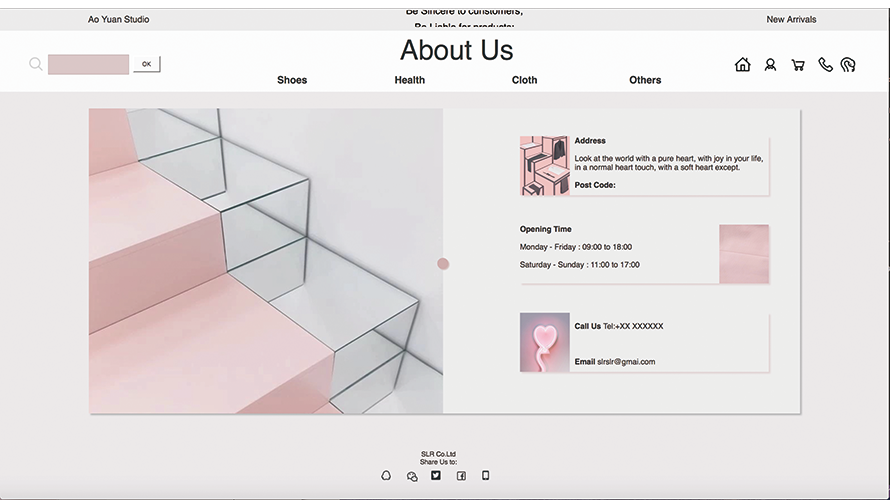 Ao Yuan Studio
Be Sincere to cunstomers,
Be Liable for products;
New Arrivals
About Us
OK
Shoes
Health
Cloth
Others
Address
Look at the world with a pure heart, with joy in your life,
in a normal heart touch, with a soft heart except.
Post Code:
Opening Time
Monday - Friday : 09:00 to 18:00
Saturday - Sunday : 11:00 to 17:00
Call Us Tel:+XX XXXXXX
Email slrslr@gmai.com
SLR Co.Ltd
Share Us to: